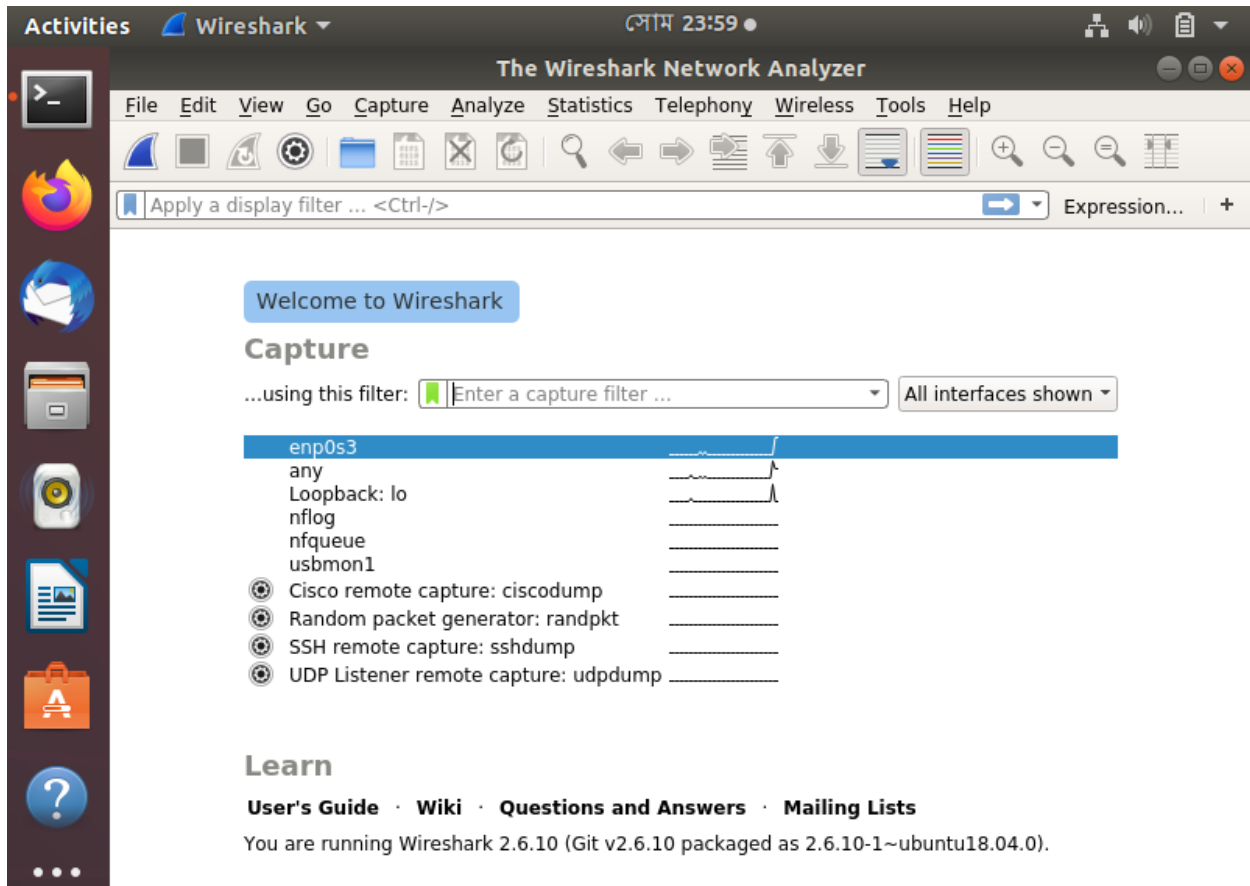 Activities Wireshark সোম 23:59
The Wireshark Network Analyzer
File Edit View Go Capture Analyze Statistics Telephony Wireless Tools Help
Apply a display filter ... <Ctrl-/> Expression... +
Welcome to Wireshark
Capture
...using this filter: Enter a capture filter ... All interfaces shown
enp0s3
any
Loopback: lo
nflog
nfqueue
usbmon1
Cisco remote capture: ciscodump
Random packet generator: randpkt
SSH remote capture: sshdump
UDP Listener remote capture: udpdump
Learn
User's Guide · Wiki · Questions and Answers · Mailing Lists
You are running Wireshark 2.6.10 (Git v2.6.10 packaged as 2.6.10-1~ubuntu18.04.0).